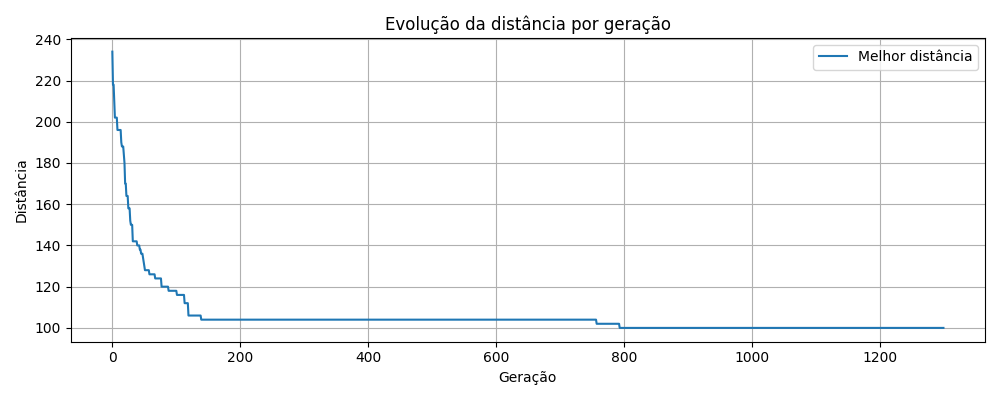 Evolução da distância por geração
Melhor distância
Distância
240
220
200
180
160
140
120
100
0 200 400 600 800 1000 1200
Geração